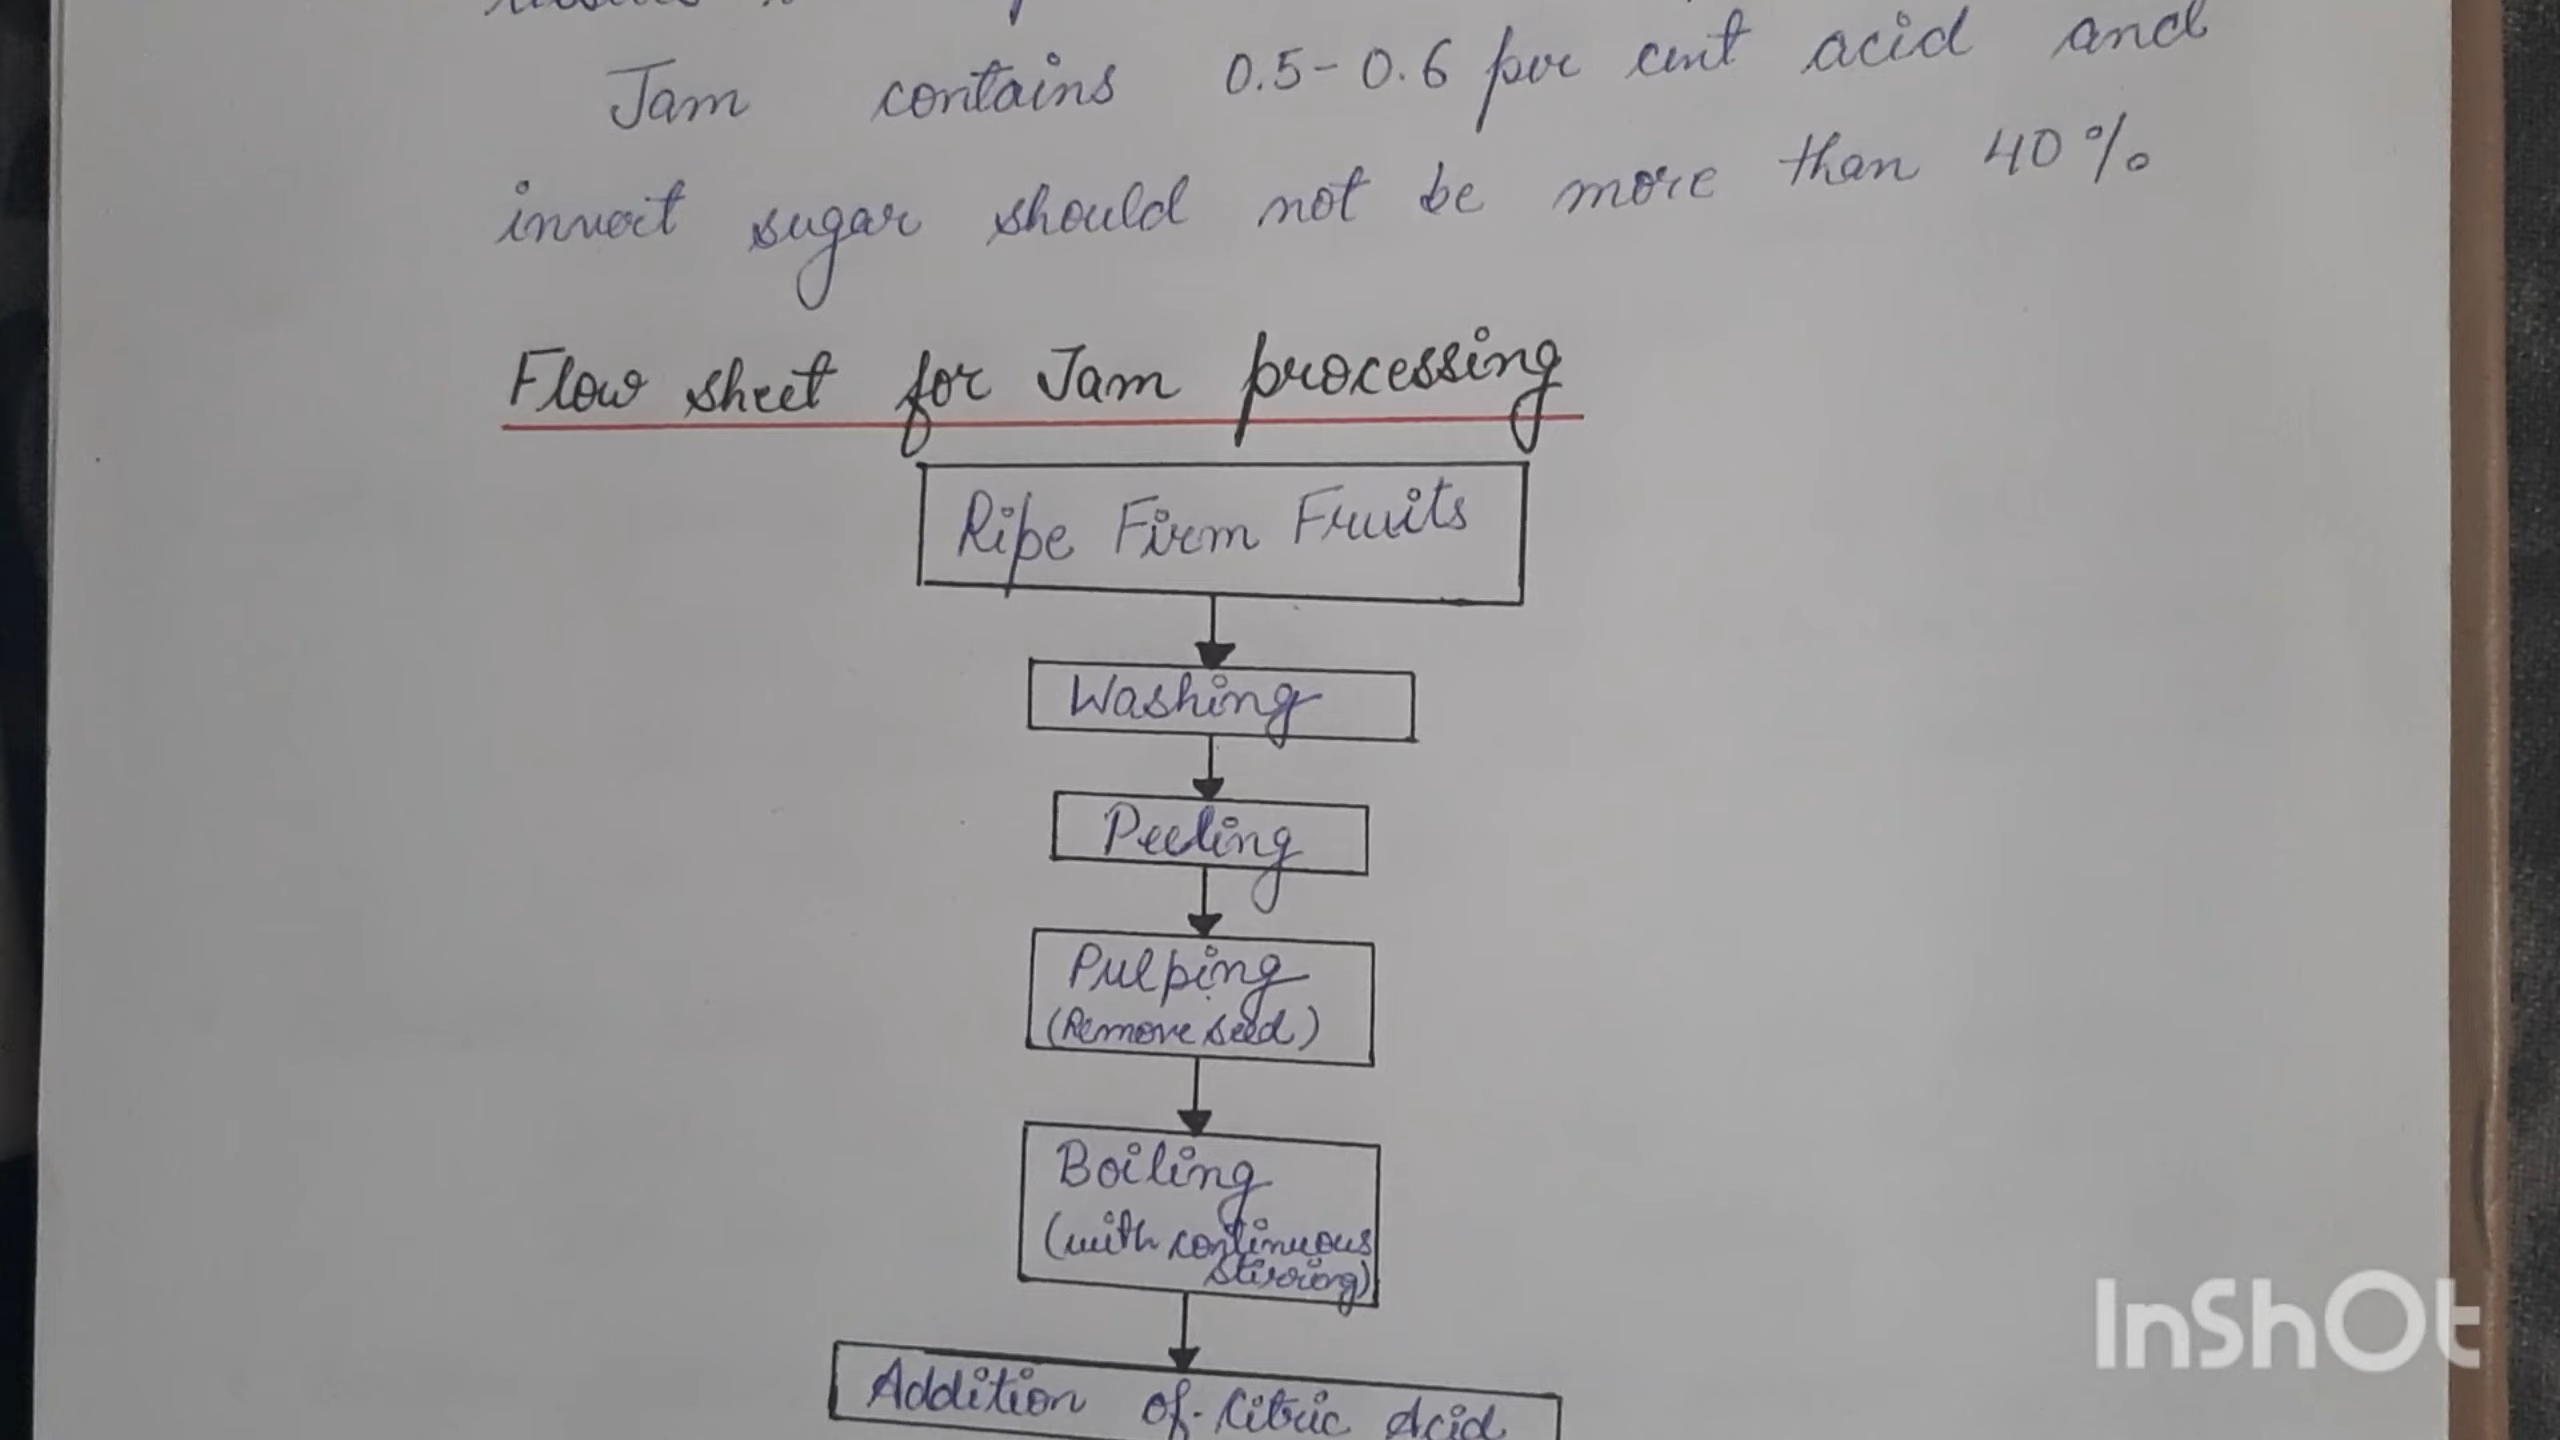 Jam contains 0.5-0.6 per cent acid and
invert sugar should not be more than 40%
Flow sheet for Jam processing
Ripe Firm Fruits
Washing
Peeling
Pulping
(Remove seed)
Boiling
(with continuous
stirring)
Addition of Citric Acid
InShOt